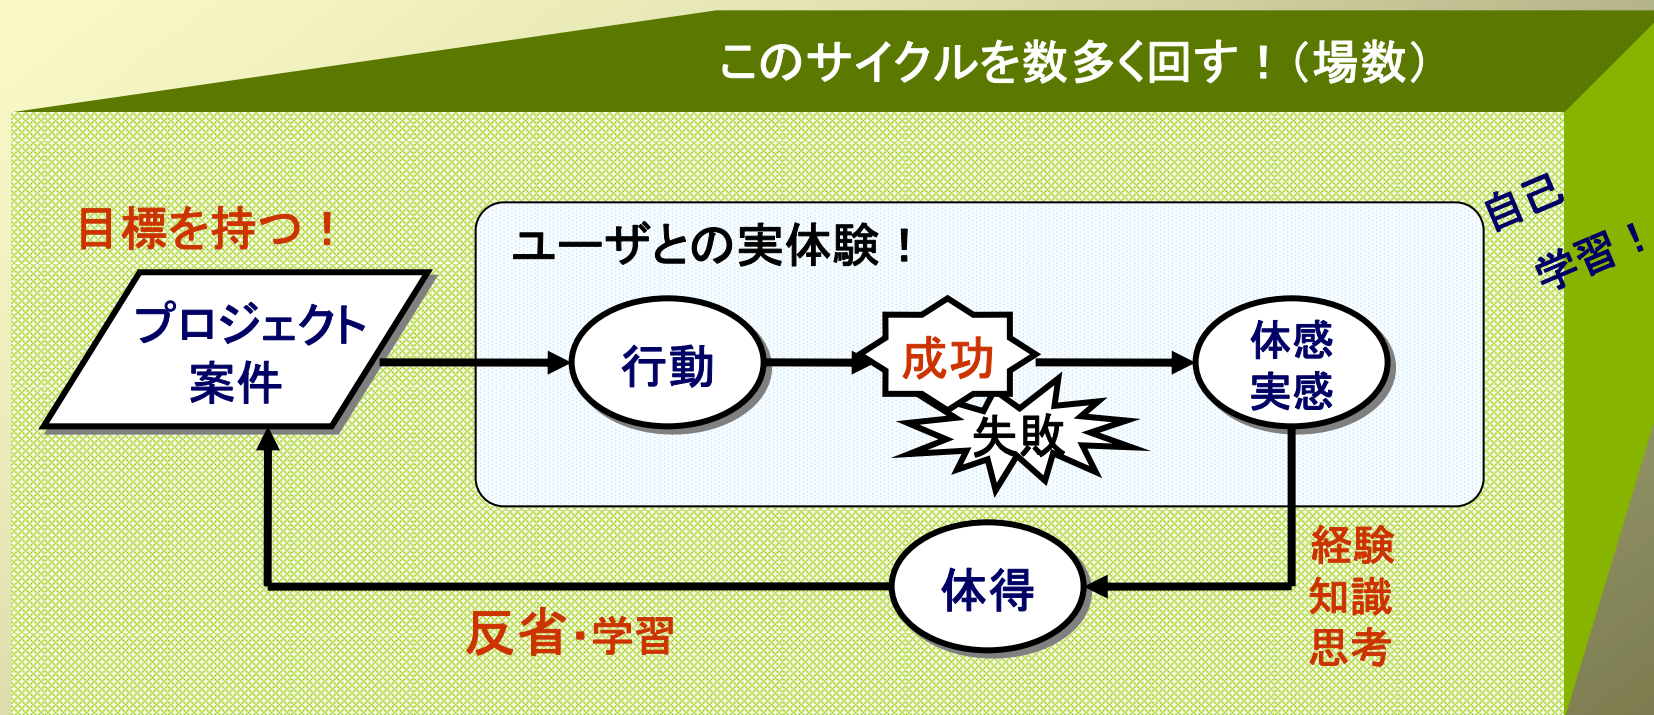 このサイクルを数多く回す！（場数）
目標を持つ！
ユーザとの実体験！
自己
学習！
プロジェクト
案件
行動
成功
失敗
体感
実感
経験
知識
思考
体得
反省・学習